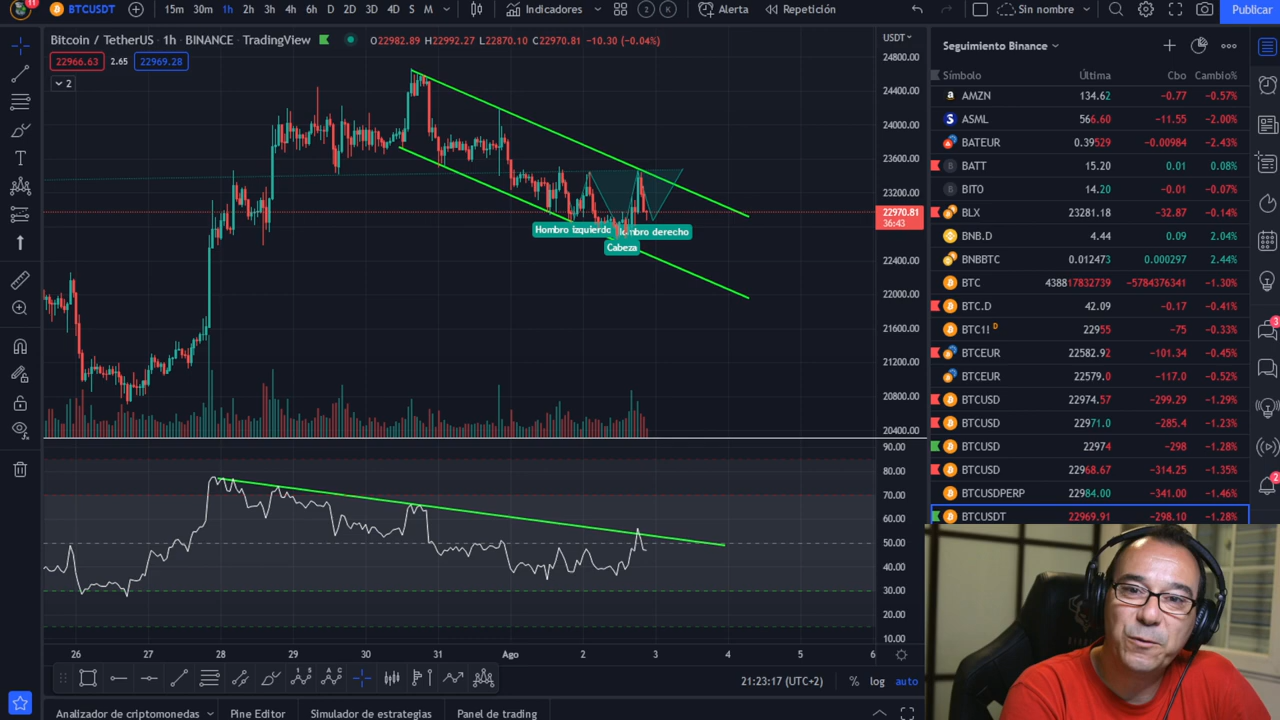 11
BTCUSDT
15m 30m 1h 2h 3h 4h 6h D 2D 3D 4D S M
Indicadores
2 K
Alerta
Repetición
Sin nombre
Publicar
Bitcoin / TetherUS · 1h · BINANCE · TradingView
O22982.89 H22992.27 L22870.10 C22970.81 −10.30 (−0.04%)
22966.63 2.65 22969.28
2
USDT
24800.00
24400.00
24000.00
23600.00
23200.00
22970.81
36:43
22400.00
22000.00
21600.00
21200.00
20800.00
20400.00
Hombro izquierdo
Hombro derecho
Cabeza
90.00
80.00
70.00
60.00
50.00
40.00
30.00
20.00
10.00
26 27 28 29 30 31 Ago 2 3 4 5 6
21:23:17 (UTC+2) % log auto
Analizador de criptomonedas Pine Editor Simulador de estrategias Panel de trading
Seguimiento Binance
Símbolo Última Cbo Cambio%
AMZN 134.62 −0.77 −0.57%
ASML 566.60 −11.55 −2.00%
BATEUR 0.39529 −0.00984 −2.43%
BATT 15.20 0.01 0.08%
BITO 14.20 −0.01 −0.07%
BLX 23281.18 −32.87 −0.14%
BNB.D 4.44 0.09 2.04%
BNBBTC 0.012473 0.000297 2.44%
BTC 438817832739 −5784376341 −1.30%
BTC.D 42.09 −0.17 −0.41%
BTC1! D 22955 −75 −0.33%
BTCEUR 22582.92 −101.34 −0.45%
BTCEUR 22579.0 −117.0 −0.52%
BTCUSD 22974.57 −299.29 −1.29%
BTCUSD 22971.0 −285.4 −1.23%
BTCUSD 22974 −298 −1.28%
BTCUSD 22968.67 −314.25 −1.35%
BTCUSDPERP 22984.00 −341.00 −1.46%
BTCUSDT 22969.91 −298.10 −1.28%
3
2